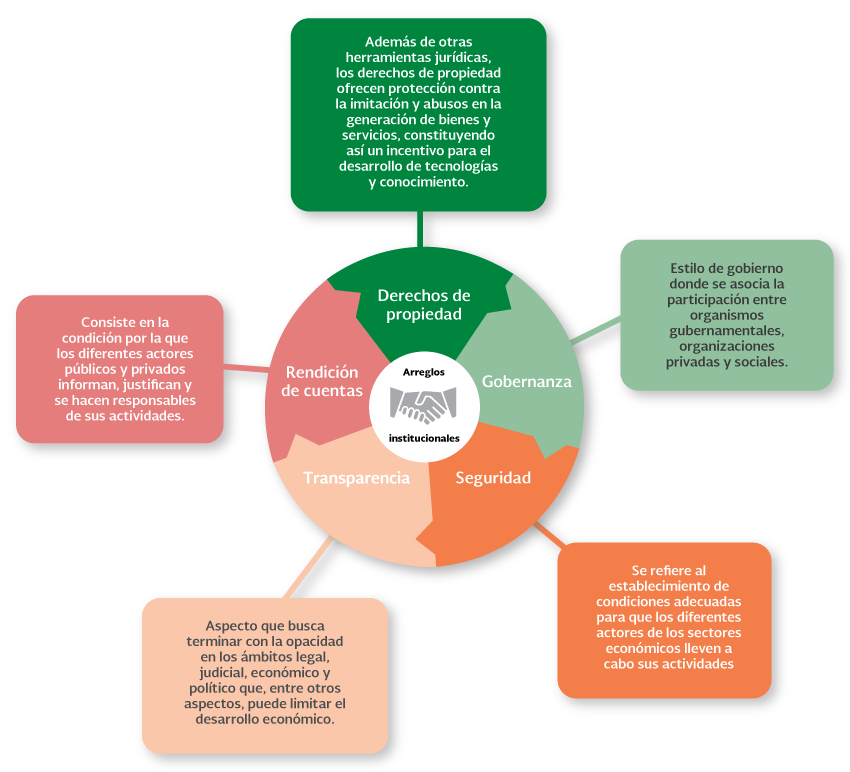 Además de otras
herramientas jurídicas,
los derechos de propiedad
ofrecen protección contra
la imitación y abusos en la
generación de bienes y
servicios, constituyendo
así un incentivo para el
desarrollo de tecnologías
y conocimiento.
Derechos de
propiedad
Estilo de gobierno
donde se asocia la
participación entre
organismos
gubernamentales,
organizaciones
privadas y sociales.
Gobernanza
Consiste en la
condición por la que
los diferentes actores
públicos y privados
informan, justifican y
se hacen responsables
de sus actividades.
Rendición
de cuentas
Arreglos
institucionales
Transparencia
Seguridad
Se refiere al
establecimiento de
condiciones adecuadas
para que los diferentes
actores de los sectores
económicos lleven a
cabo sus actividades
Aspecto que busca
terminar con la opacidad
en los ámbitos legal,
judicial, económico y
político que, entre otros
aspectos, puede limitar el
desarrollo económico.